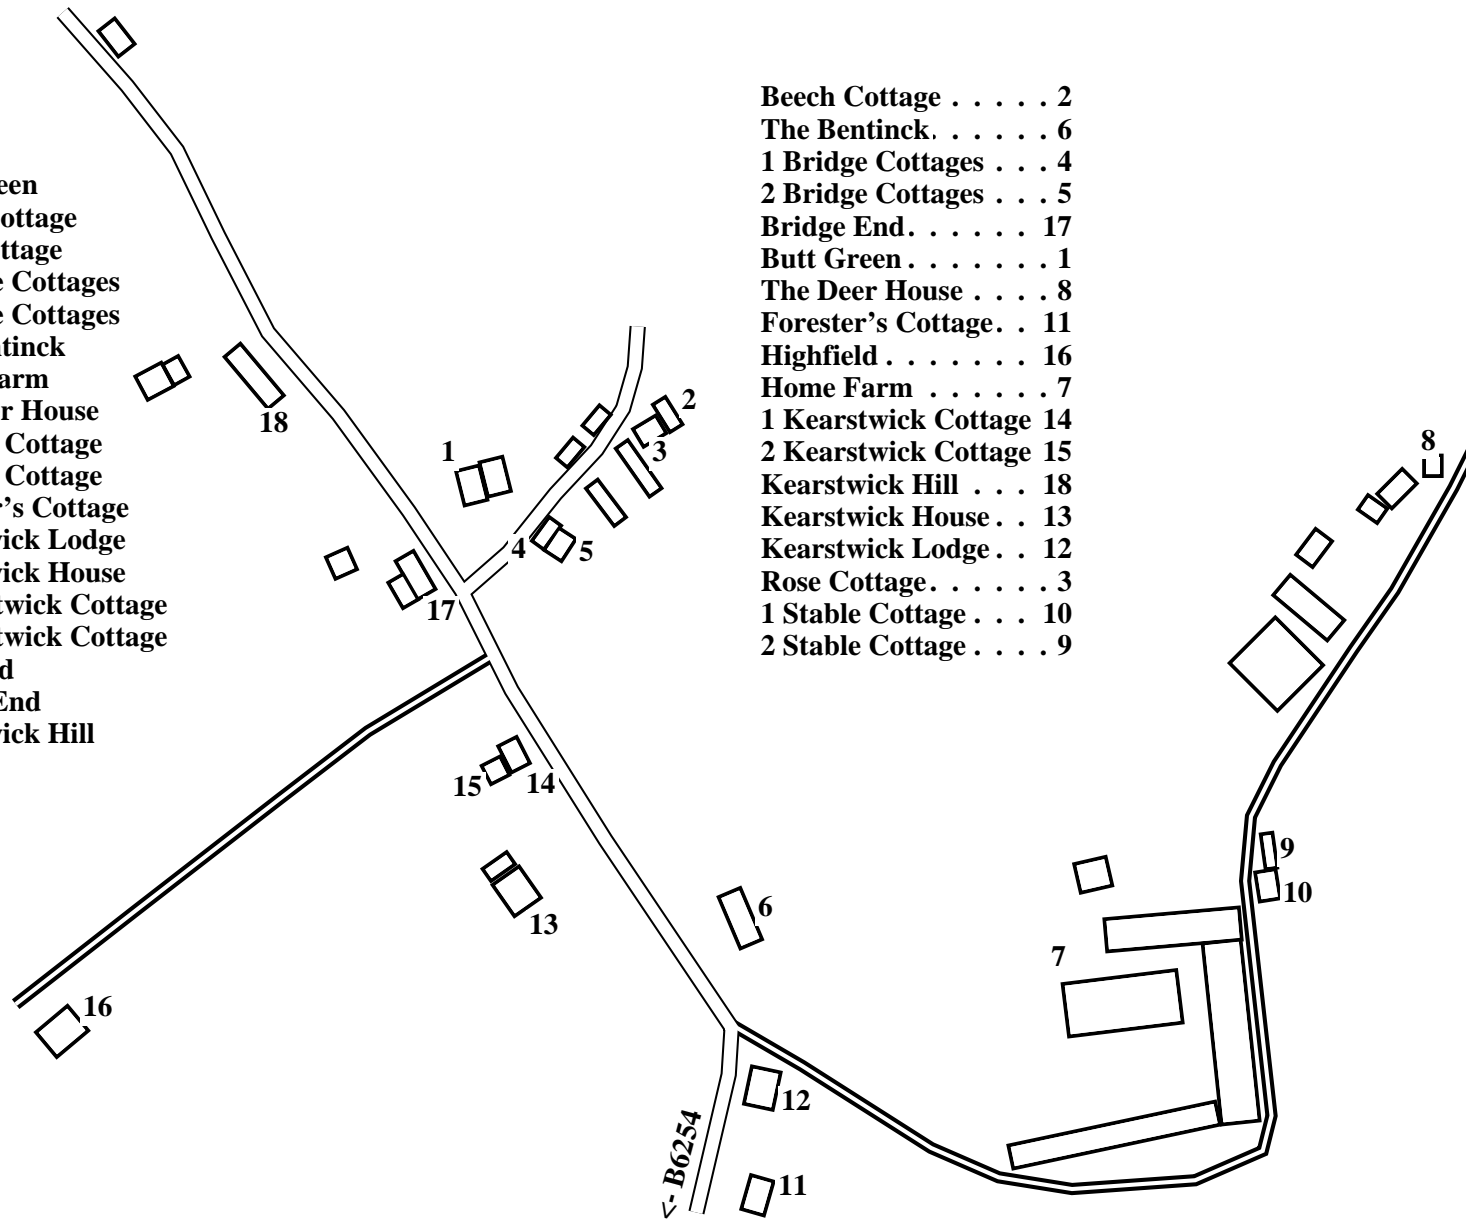 een
ottage
ttage
e Cottages
e Cottages
tinck
arm
r House
Cottage
Cottage
's Cottage
ick Lodge
ick House
twick Cottage
twick Cottage
d
End
ick Hill
Beech Cottage . . . . . 2
The Bentinck. . . . . . 6
1 Bridge Cottages . . . 4
2 Bridge Cottages . . . 5
Bridge End. . . . . . 17
Butt Green . . . . . . . 1
The Deer House . . . . 8
Forester's Cottage. . 11
Highfield . . . . . . . 16
Home Farm . . . . . . 7
1 Kearstwick Cottage 14
2 Kearstwick Cottage 15
Kearstwick Hill . . . 18
Kearstwick House . . 13
Kearstwick Lodge . . 12
Rose Cottage. . . . . . 3
1 Stable Cottage . . . 10
2 Stable Cottage . . . . 9
18
1
2
3
4
5
17
8
15
14
13
6
9
10
7
16
12
11
<- B6254